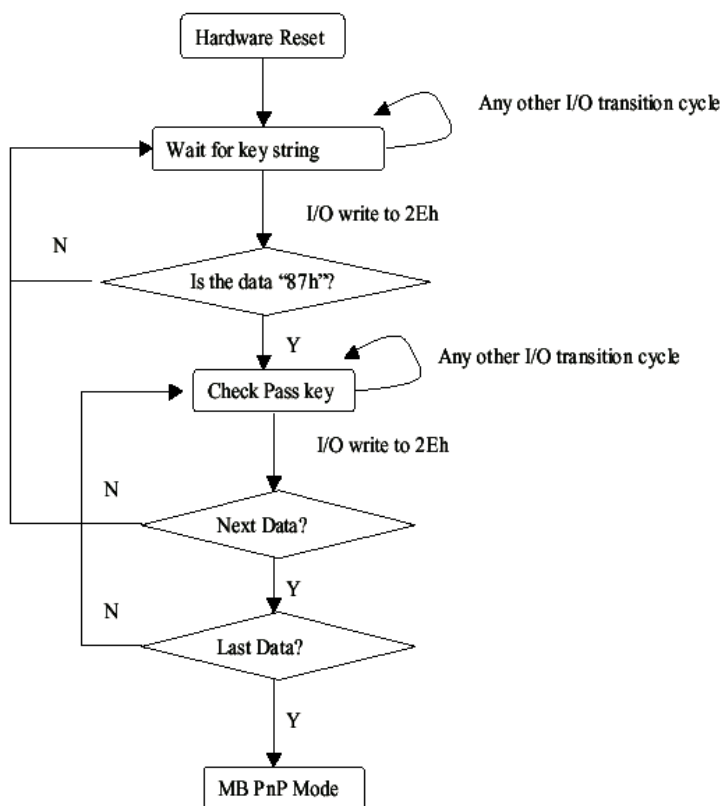 Hardware Reset
Any other I/O transition cycle
Wait for key string
I/O write to 2Eh
N
Is the data “87h”?
Y
Any other I/O transition cycle
Check Pass key
I/O write to 2Eh
N
Next Data?
Y
N
Last Data?
Y
MB PnP Mode